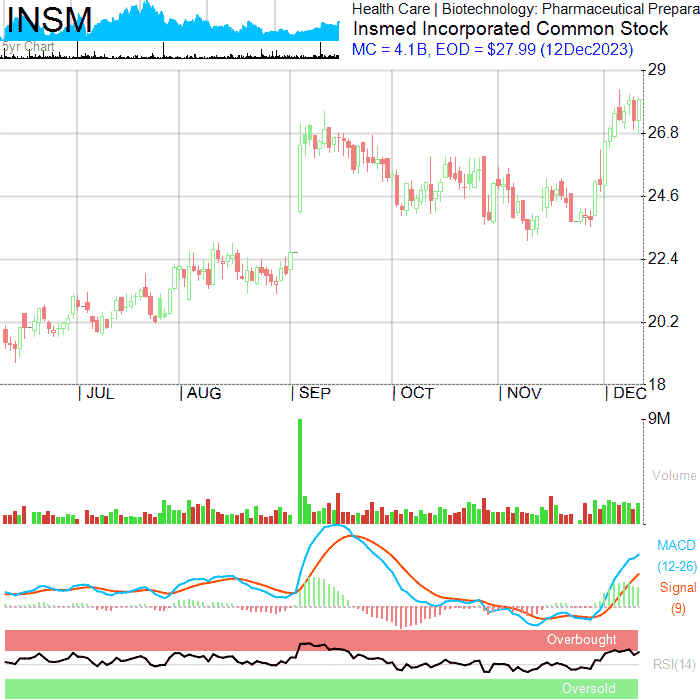 INSM
5yr Chart
Health Care | Biotechnology: Pharmaceutical Prepara
Insmed Incorporated Common Stock
MC = 4.1B, EOD = $27.99 (12Dec2023)
29
26.8
24.6
22.4
20.2
18
| JUL | AUG | SEP | OCT | NOV | DEC
9M
Volume
MACD
(12-26)
Signal
(9)
Overbought
RSI(14)
Oversold